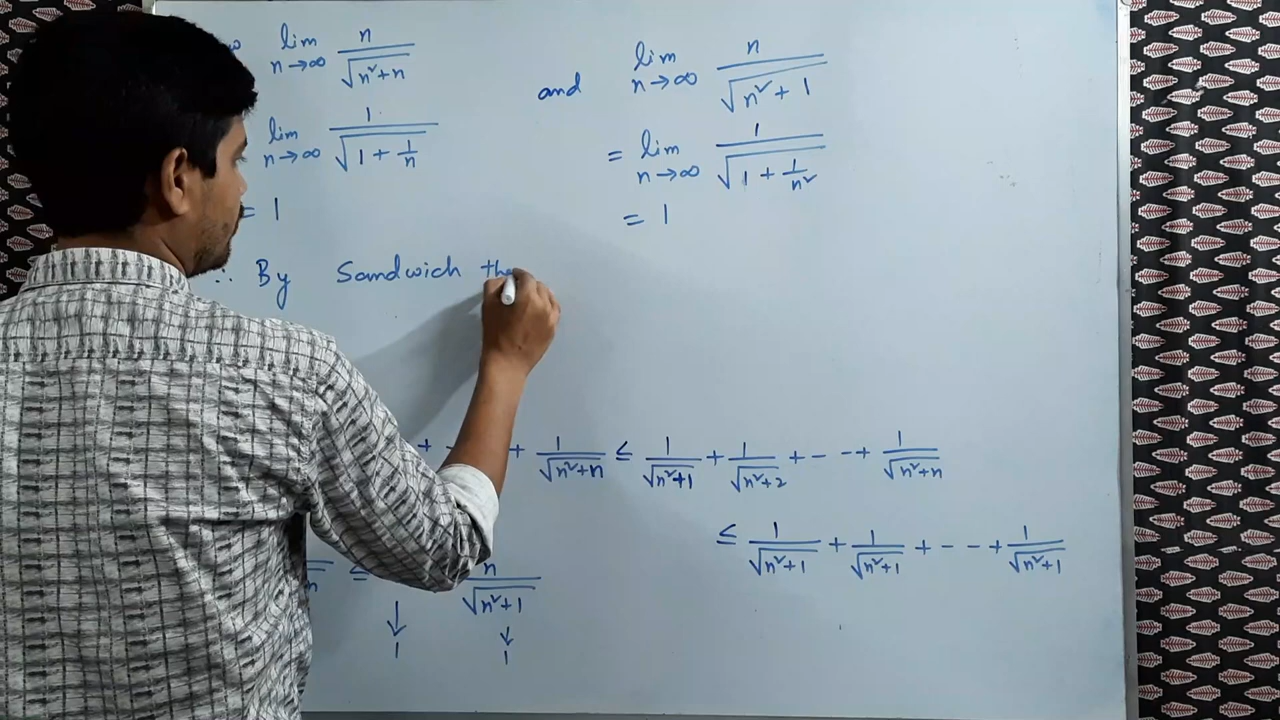 lim n→∞ n/√(n²+n) and lim n→∞ n/√(n²+1)
lim n→∞ 1/√(1 + 1/n) = lim n→∞ 1/√(1 + 1/n²)
= 1 = 1
∴ By Sandwich the
+ - + 1/√(n²+n) ≤ 1/√(n²+1) + 1/√(n²+2) + - - + 1/√(n²+n)
≤ 1/√(n²+1) + 1/√(n²+1) + - - + 1/√(n²+1)
n ≤ n/√(n²+1)
↓ ↓
1 1